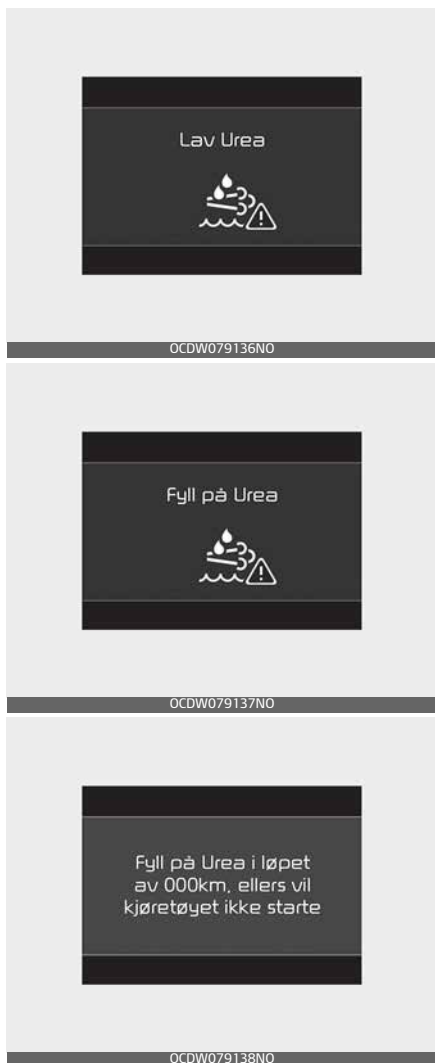 Lav Urea
OCDW079136NO
Fyll på Urea
OCDW079137NO
Fyll på Urea i løpet
av 000km, ellers vil
kjøretøyet ikke starte
OCDW079138NO